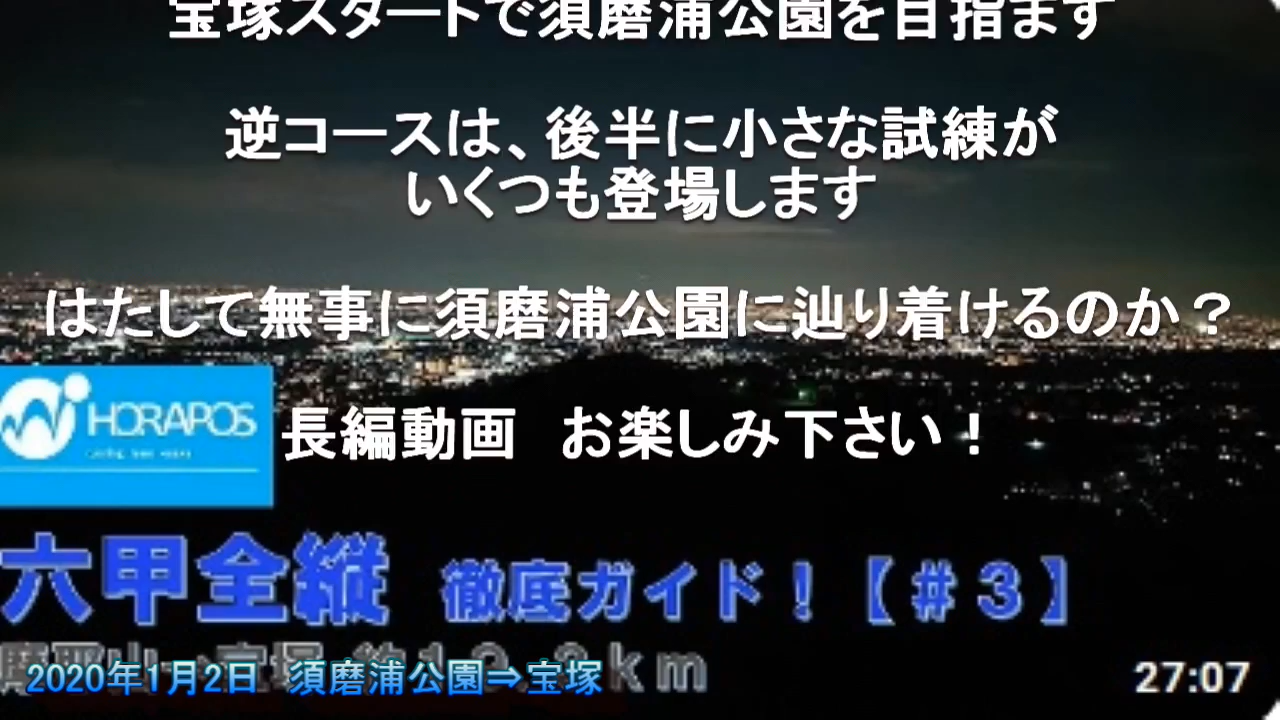 宝塚スタートで須磨浦公園を目指ます
逆コースは、後半に小さな試練が
いくつも登場します
はたして無事に須磨浦公園に辿り着けるのか？
HORAPOS
長編動画　お楽しみ下さい！
六甲全縦 徹底ガイド！【＃３】
2020年1月2日　須磨浦公園⇒宝塚
km
27:07